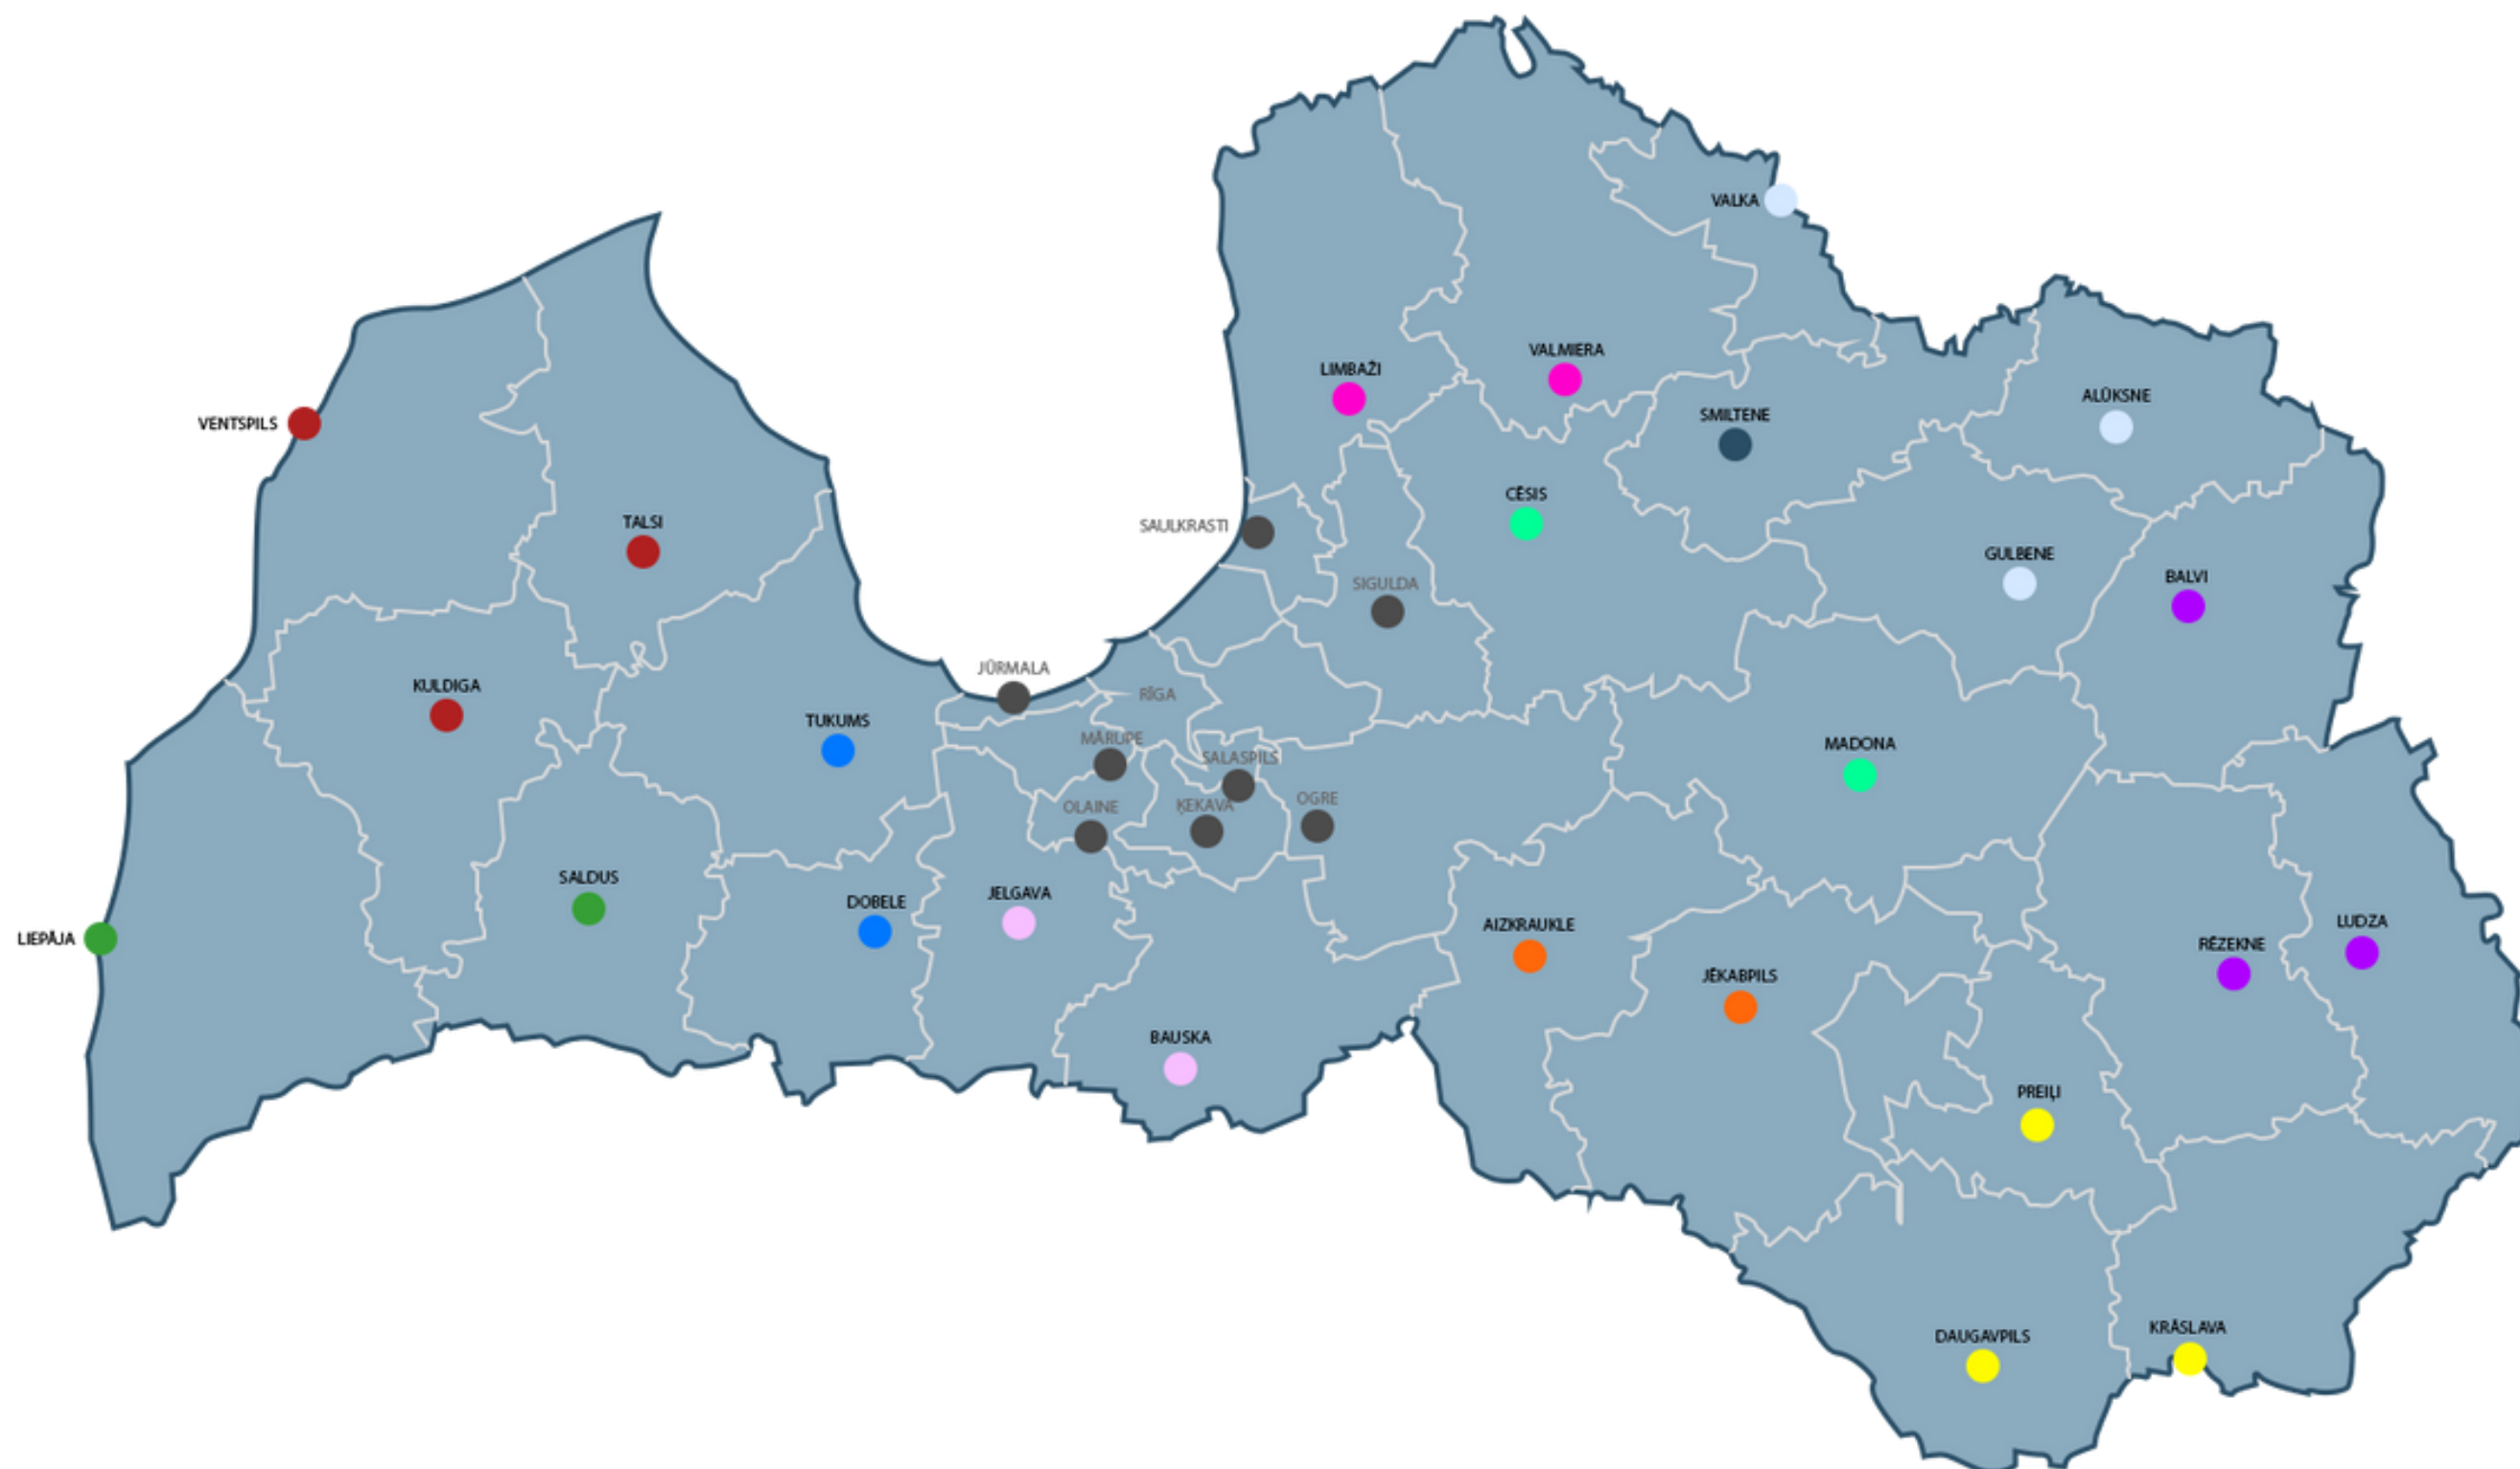 VALKA
VALMIERA
LIMBAŽI
ALŪKSNE
SMILTENE
VENTSPILS
CĒSIS
TALSI
SAULKRASTI
GULBENE
BALVI
SIGULDA
JŪRMALA
KULDIGA
RĪGA
TUKUMS
MĀRUPE
MADONA
SALASPILS
OGRE
OLAINE
ĶEKAVA
SALDUS
JELGAVA
DOBELE
LUDZA
AIZKRAUKLE
LIEPĀJA
RĒZEKNE
JĒKABPILS
BAUSKA
PREIĻI
KRĀSLAVA
DAUGAVPILS